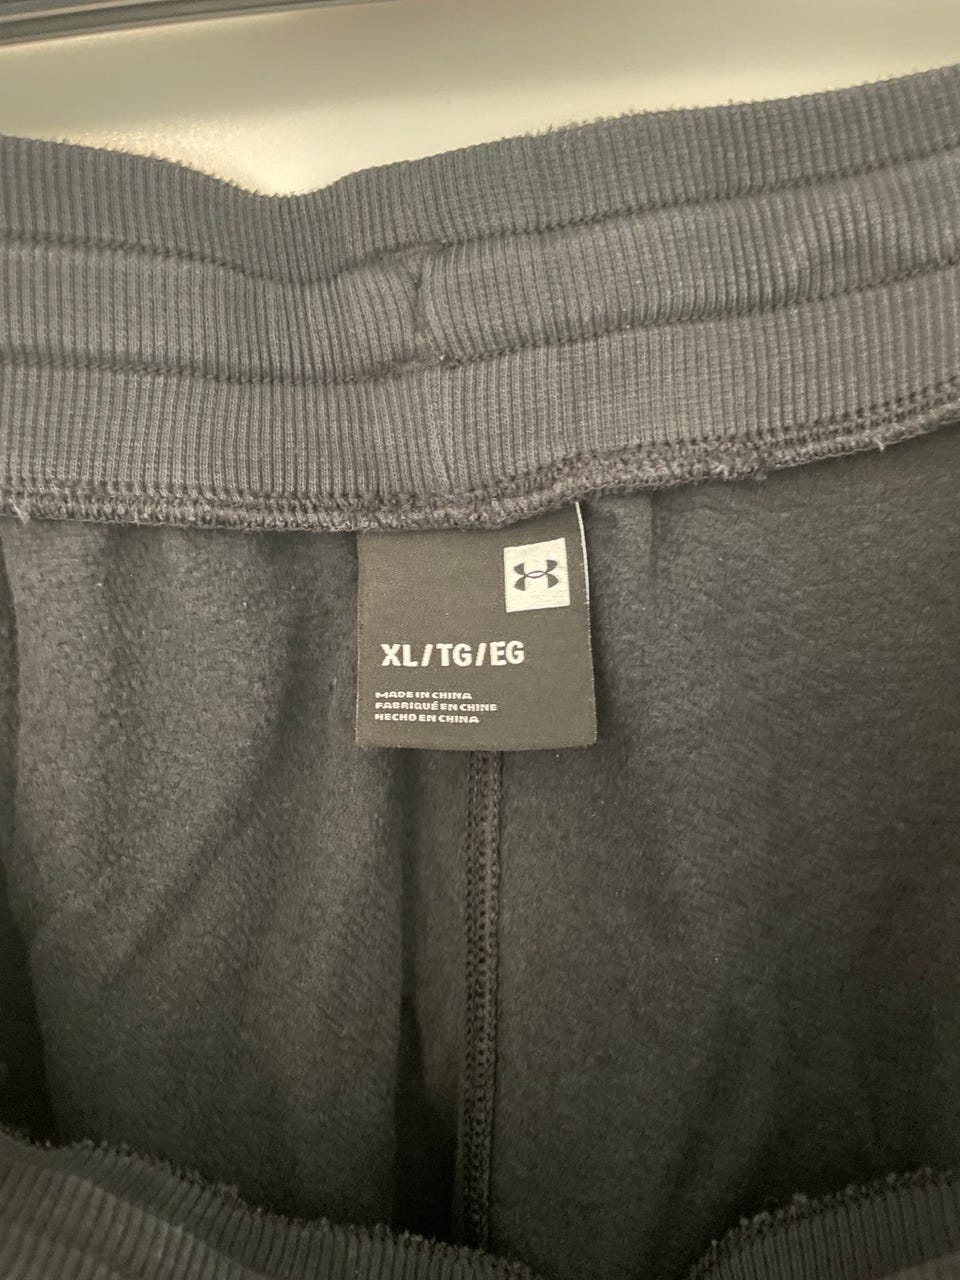 XL/TG/EG
MADE IN CHINA
FABRIQUÉ EN CHINE
HECHO EN CHINA